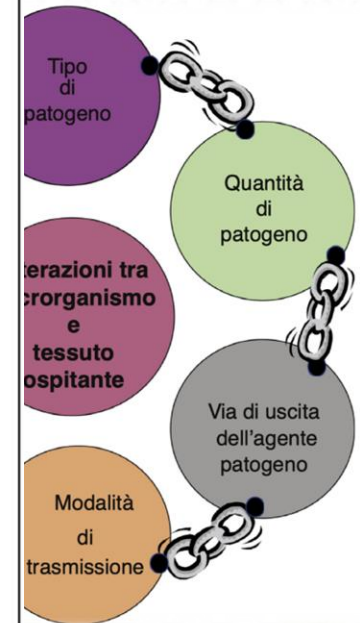 Tipo
di
patogeno
Quantità
di
patogeno
terazioni tra
crorganismo
e
tessuto
ospitante
Via di uscita
dell'agente
patogeno
Modalità
di
trasmissione